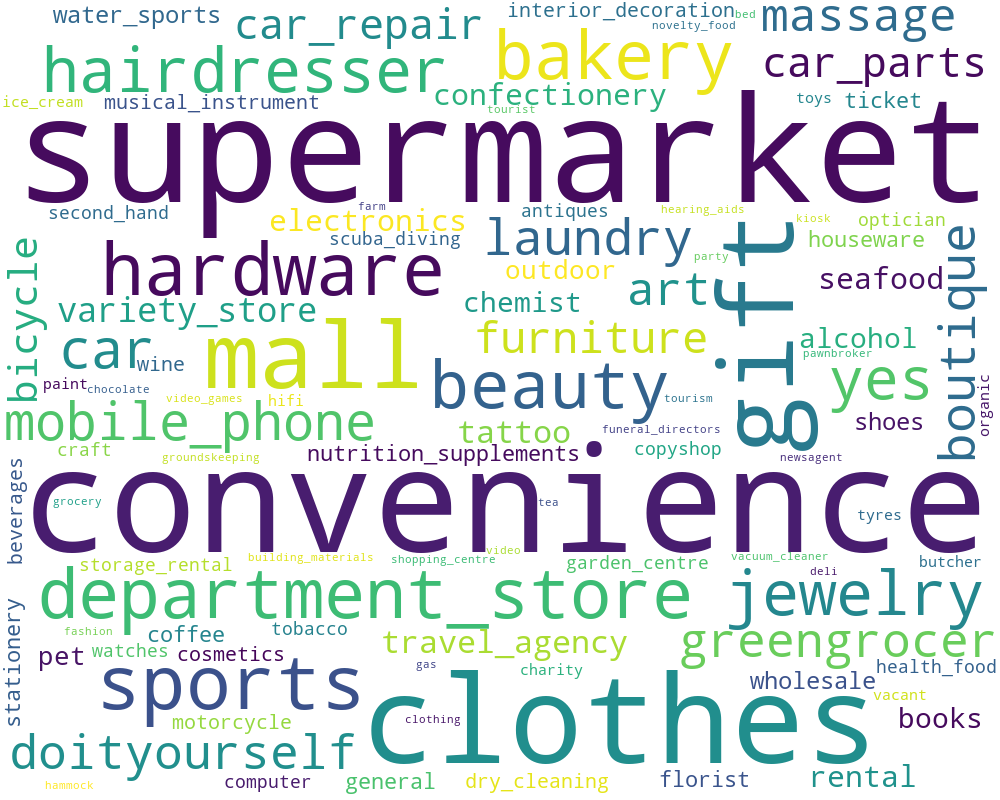 water_sports
interior_decoration
bed
massage
car_repair
novelty_food
hairdresser
bakery
car_parts
ice_cream
musical_instrument
confectionery
toys
ticket
tourist
supermarket
second_hand
farm
antiques
hearing_aids
kiosk
optician
electronics
scuba_diving
laundry
houseware
bicycle
hardware
party
gift
boutique
outdoor
seafood
variety_store
chemist
art
car
wine
mall
furniture
alcohol
pawnbroker
paint
chocolate
video_games
hifi
beauty
tourism
yes
organic
mobile_phone
tattoo
funeral_directors
shoes
craft
groundskeeping
nutrition_supplements
copyshop
newsagent
beverages
grocery
convenience
tea
tyres
storage_rental
building_materials
shopping_centre
video
garden_centre
vacuum_cleaner
deli
butcher
department_store
jewelry
stationery
fashion
coffee
tobacco
travel_agency
greengrocer
pet
watches
cosmetics
gas
charity
health_food
sports
clothes
wholesale
vacant
motorcycle
clothing
books
doityourself
hammock
computer
general
dry_cleaning
florist
rental